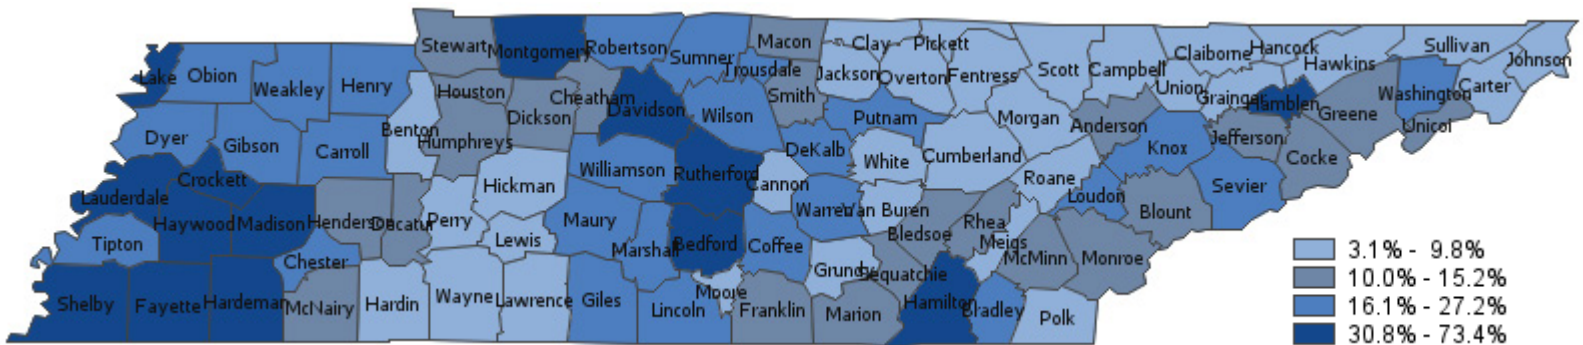 Stewart
Montgomery
Robertson
Sumner
Macon
Clay
Pickett
Scott
Campbell
Claiborne
Hancock
Hawkins
Sullivan
Johnson
Lake
Obion
Weakley
Henry
Houston
Cheatham
Dickson
Davidson
Trousdale
Wilson
Smith
Jackson
Overton
Fentress
Union
Grainger
Hamblen
Greene
Washington
Carter
Unicoi
Dyer
Gibson
Carroll
Benton
Humphreys
Williamson
Rutherford
DeKalb
Putnam
White
Cumberland
Morgan
Anderson
Knox
Jefferson
Cocke
Lauderdale
Crockett
Haywood
Madison
Henderson
Decatur
Perry
Hickman
Lewis
Maury
Marshall
Bedford
Cannon
Coffee
Warren
Van Buren
Bledsoe
Rhea
Meigs
Roane
Loudon
Blount
Sevier
Tipton
Chester
McNairy
Hardin
Wayne
Lawrence
Giles
Lincoln
Moore
Franklin
Grundy
Sequatchie
Marion
Hamilton
Bradley
McMinn
Monroe
Polk
Shelby
Fayette
Hardeman
3.1% - 9.8%
10.0% - 15.2%
16.1% - 27.2%
30.8% - 73.4%